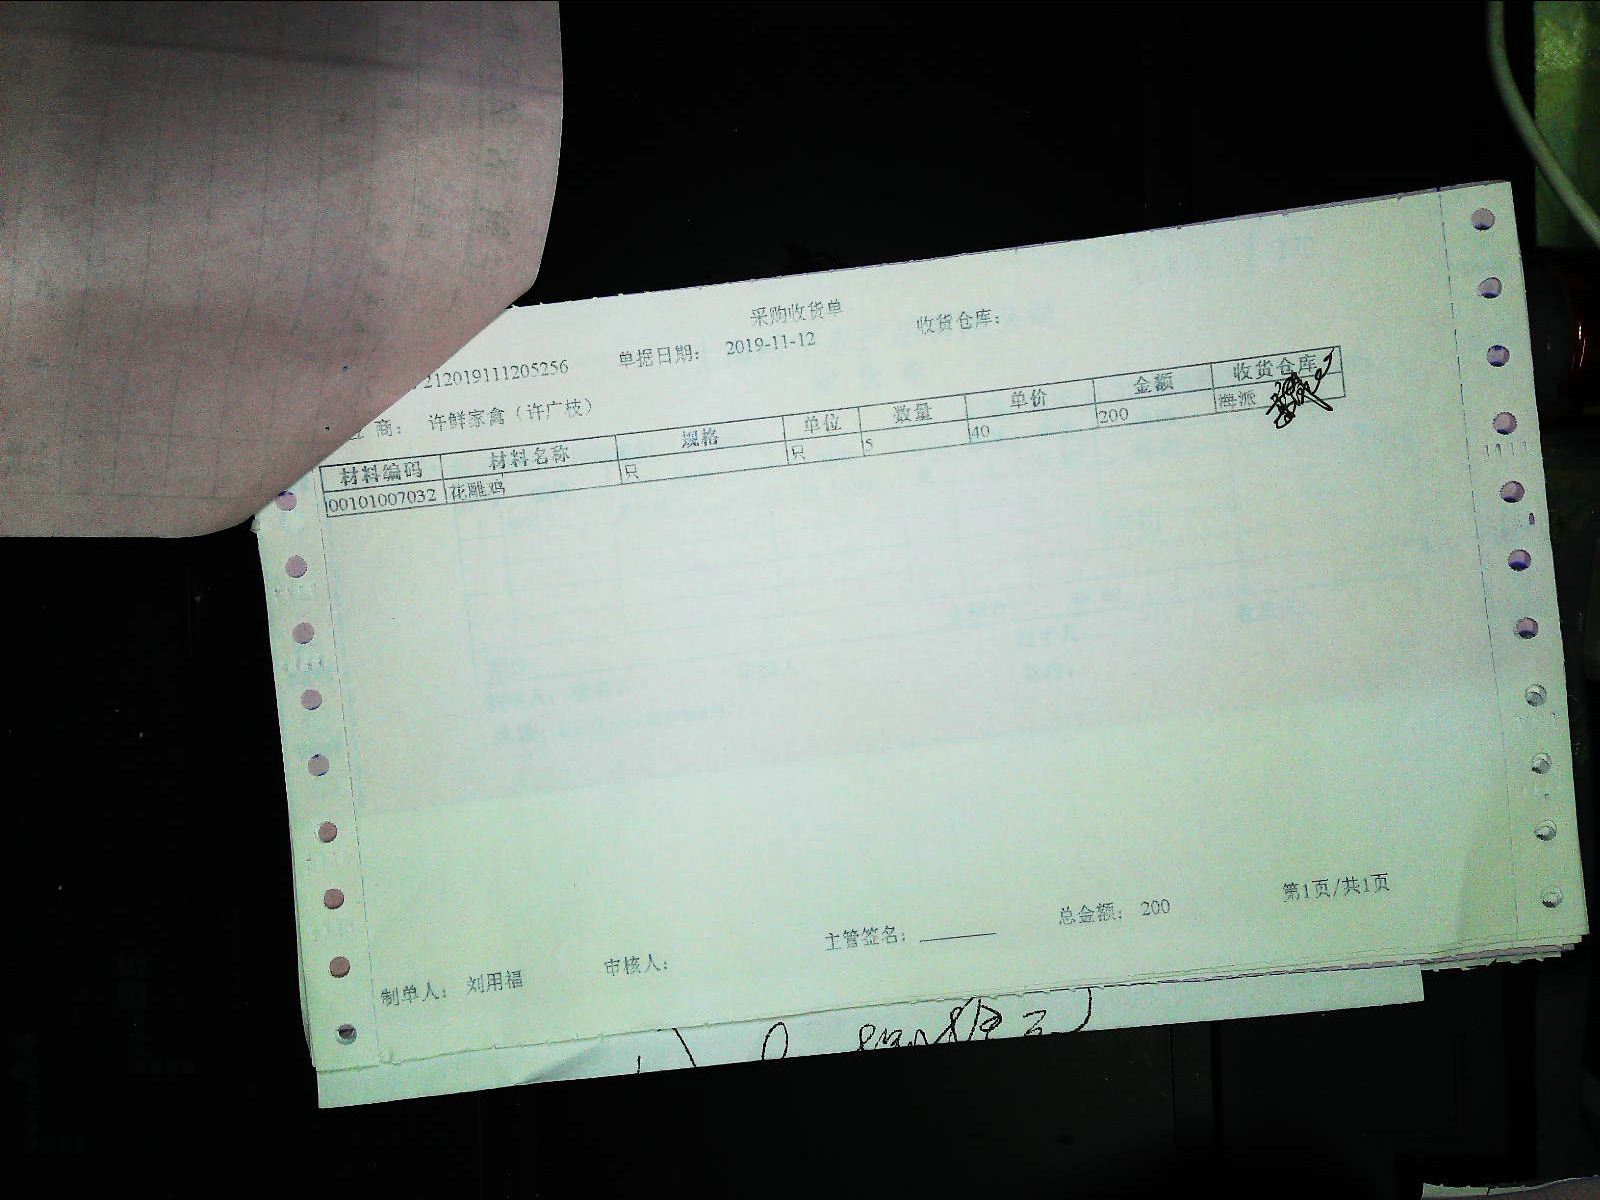 采购收货单
212019111205256 单据日期: 2019-11-12 收货仓库:
商: 许鲜家禽（许广枝）
材料编码 材料名称 规格 单位 数量 单价 金额 收货仓库
00101007032 花雕鸡 只 只 5 40 200 海派
第1页/共1页
制单人: 刘用福 审核人: 主管签名: 总金额: 200